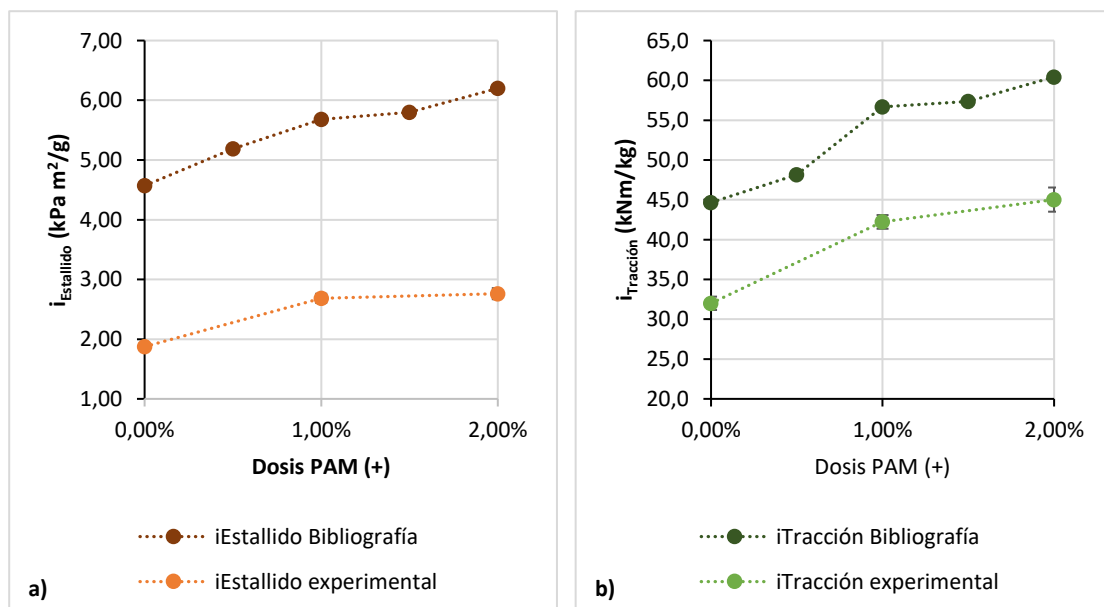 7,00
6,00
5,00
4,00
3,00
2,00
1,00
iEstallido (kPa m²/g)
0,00% 1,00% 2,00%
Dosis PAM (+)
iEstallido Bibliografía
iEstallido experimental
a)
65,0
60,0
55,0
50,0
45,0
40,0
35,0
30,0
25,0
20,0
iTracción (kNm/kg)
0,00% 1,00% 2,00%
Dosis PAM (+)
iTracción Bibliografía
iTracción experimental
b)